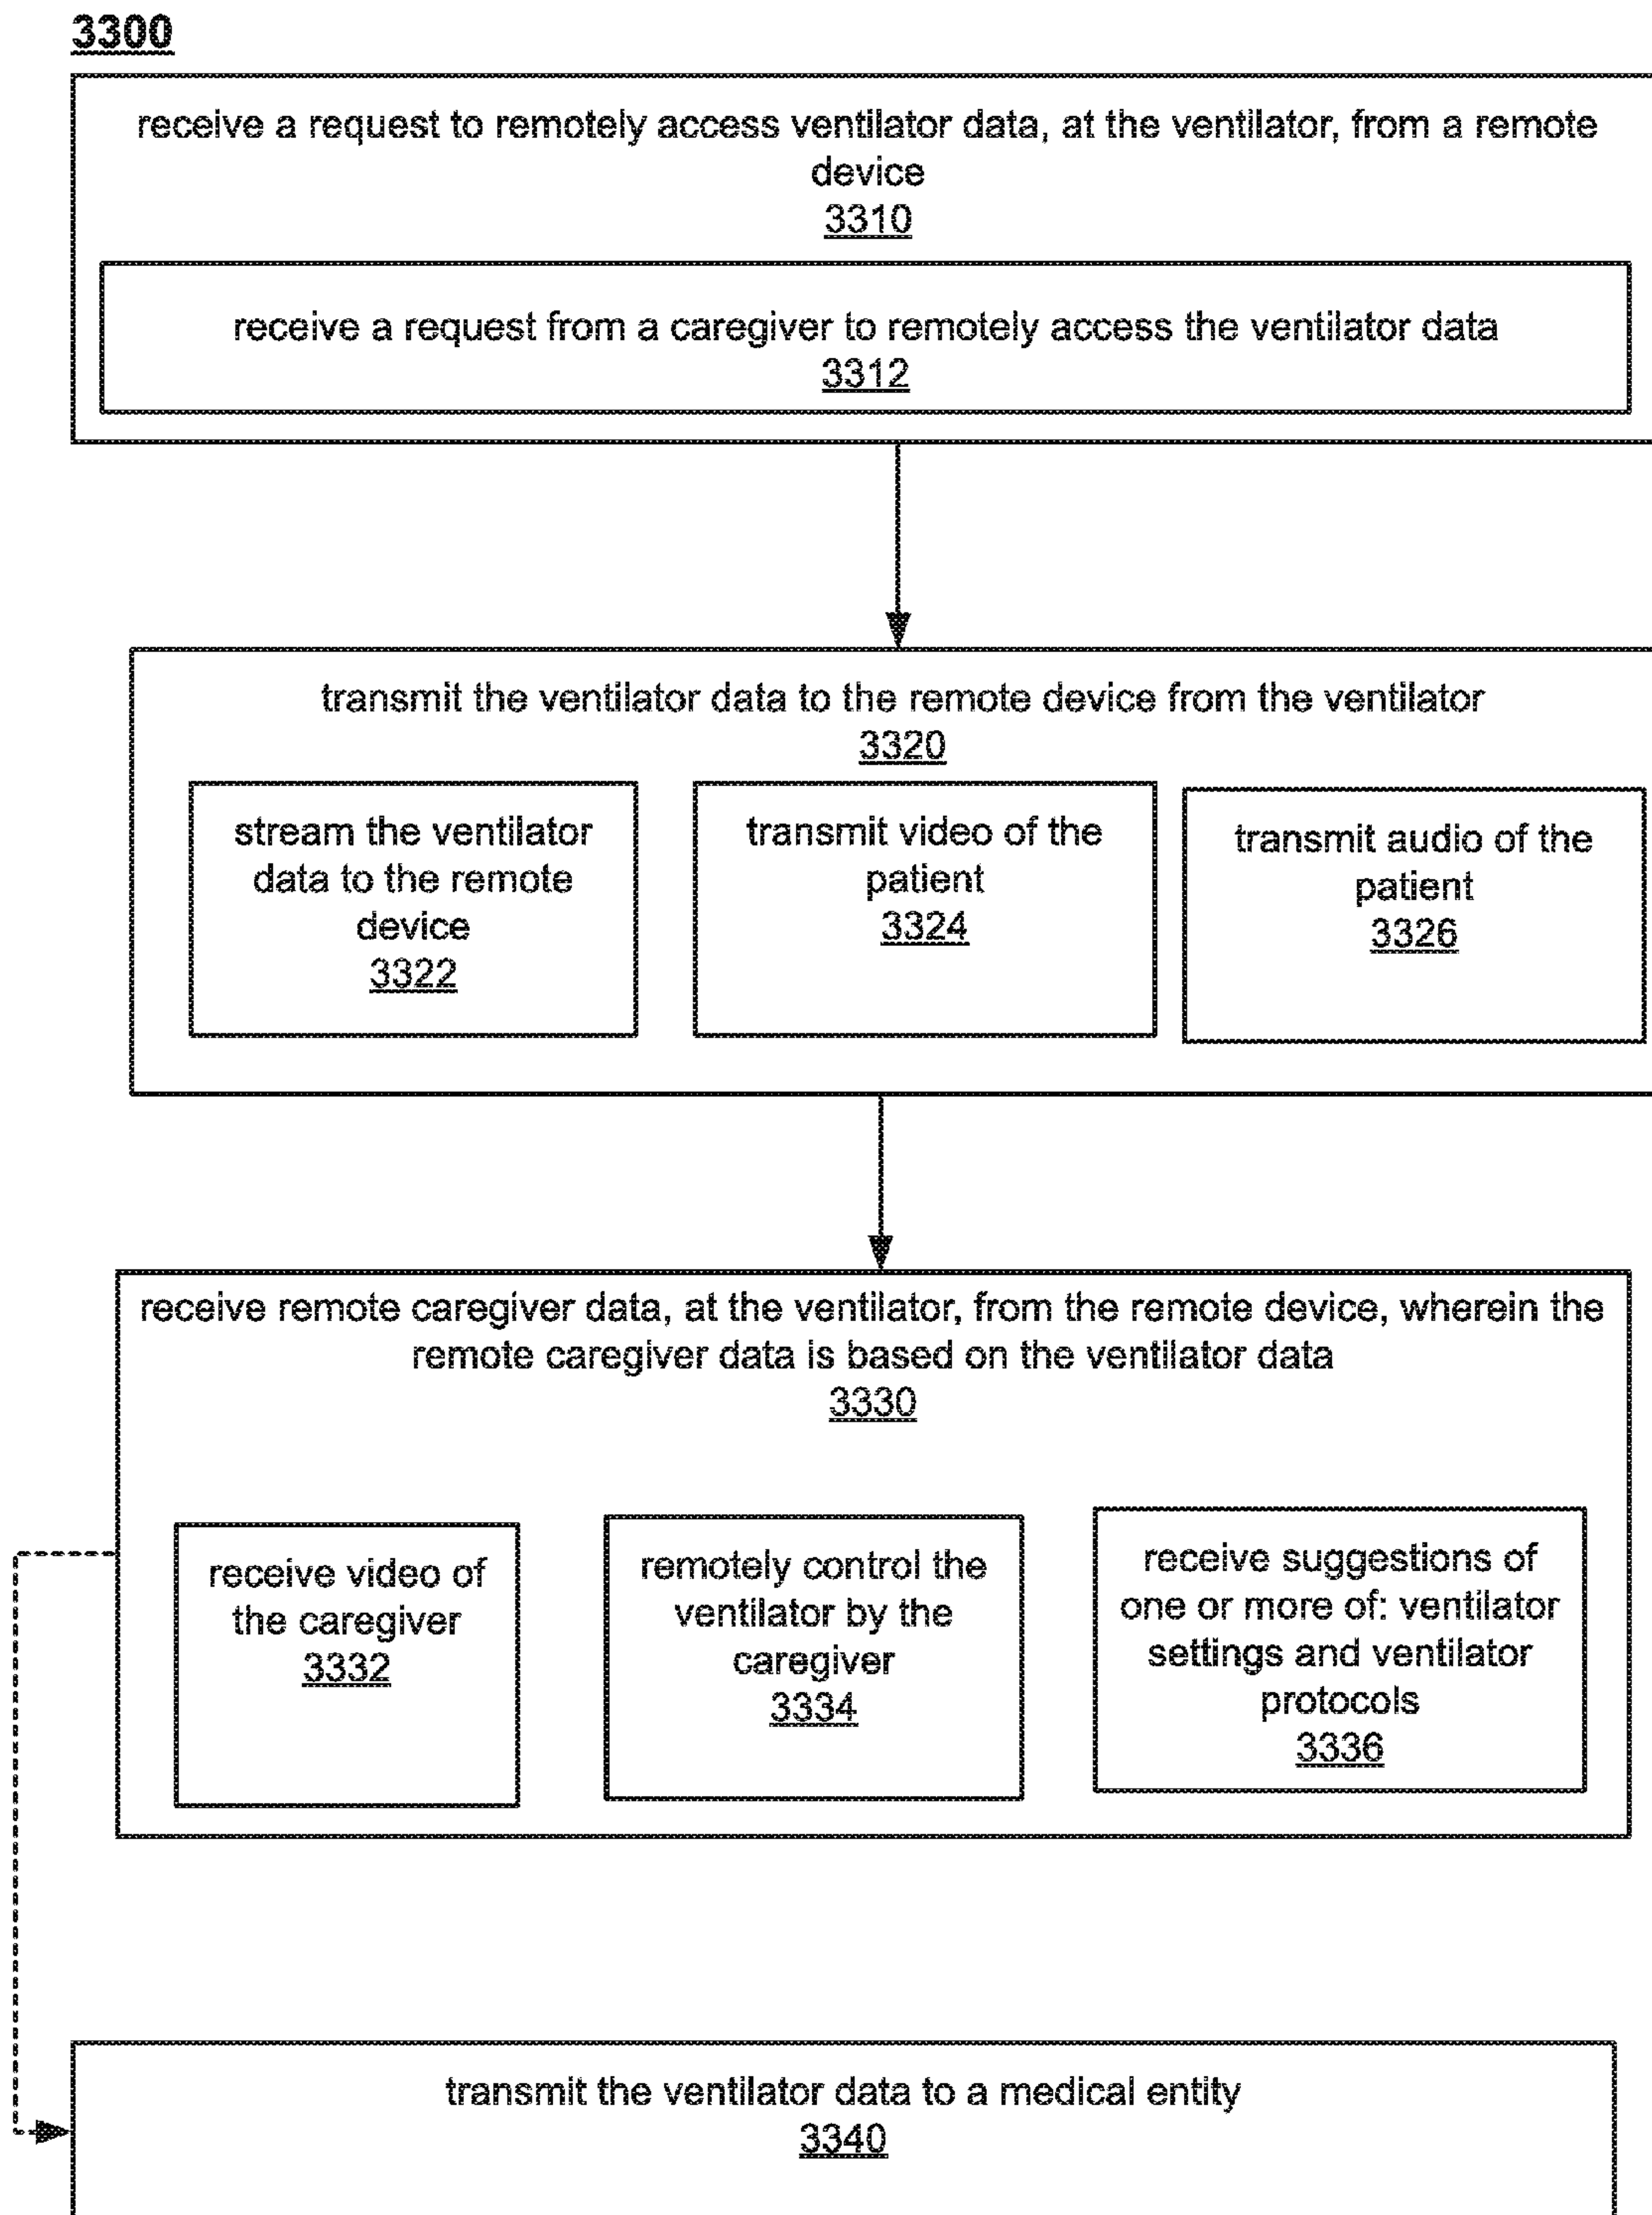 3300
receive a request to remotely access ventilator data, at the ventilator, from a remote
device
3310
receive a request from a caregiver to remotely access the ventilator data
3312
transmit the ventilator data to the remote device from the ventilator
3320
stream the ventilator
data to the remote
device
3322
transmit video of the
patient
3324
transmit audio of the
patient
3326
receive remote caregiver data, at the ventilator, from the remote device, wherein the
remote caregiver data is based on the ventilator data
3330
receive video of
the caregiver
3332
remotely control the
ventilator by the
caregiver
3334
receive suggestions of
one or more of: ventilator
settings and ventilator
protocols
3336
transmit the ventilator data to a medical entity
3340